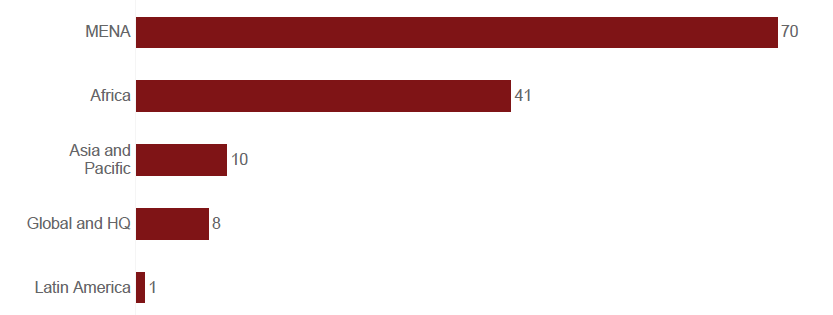 MENA 70
Africa 41
Asia and
Pacific 10
Global and HQ 8
Latin America 1